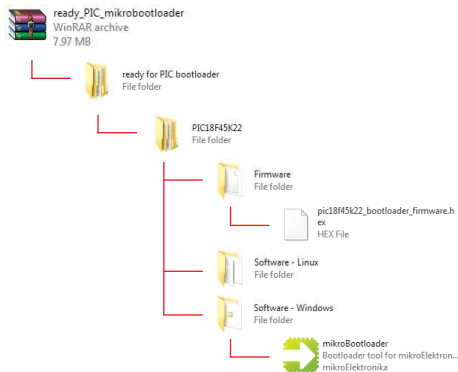 ready_PIC_mikrobootloader
WinRAR archive
7.97 MB
ready for PIC bootloader
File folder
PIC18F45K22
File folder
Firmware
File folder
pic18f45k22_bootloader_firmware.h
ex
HEX File
Software - Linux
File folder
Software - Windows
File folder
mikroBootloader
Bootloader tool for mikroElektron...
mikroElektronika